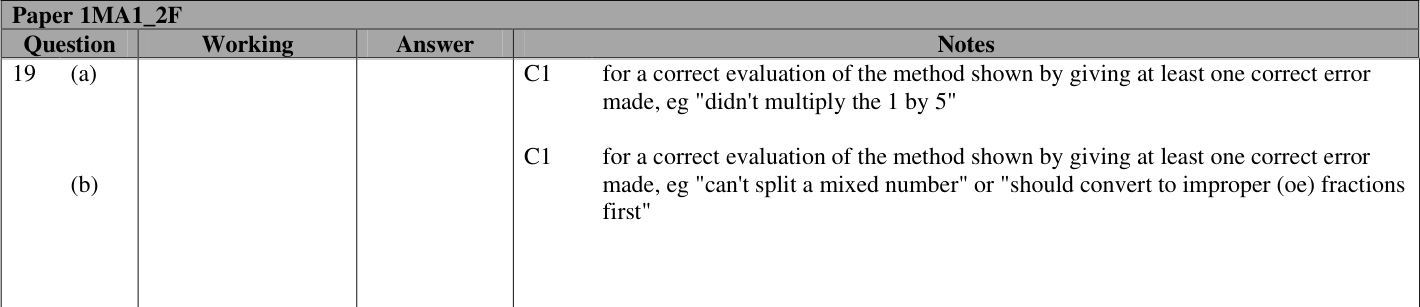 Paper 1MA1_2F
Question Working Answer Notes
19 (a) C1 for a correct evaluation of the method shown by giving at least one correct error
made, eg "didn't multiply the 1 by 5"
C1 for a correct evaluation of the method shown by giving at least one correct error
(b) made, eg "can't split a mixed number" or "should convert to improper (oe) fractions
first"